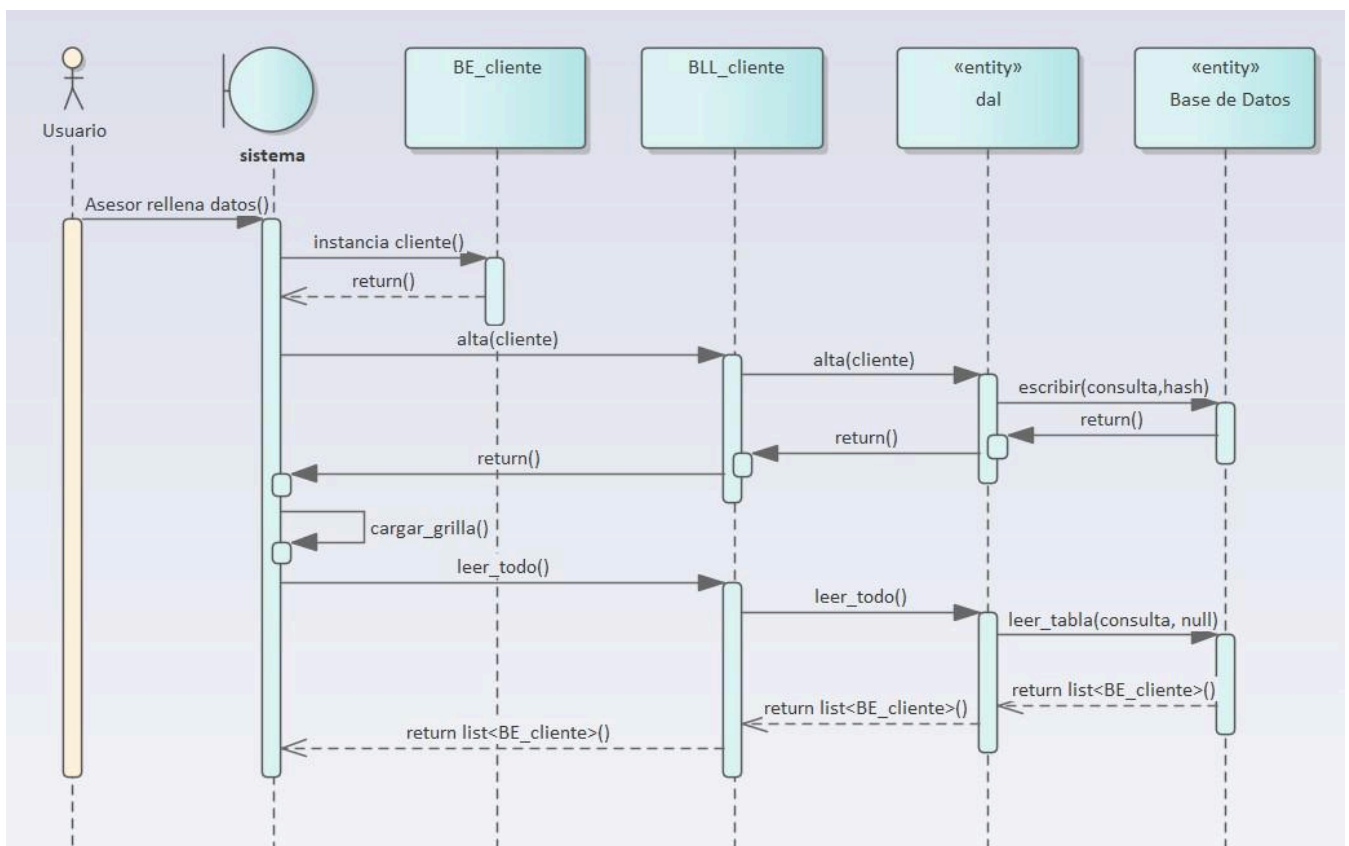 BE_cliente
BLL_cliente
«entity»
dal
«entity»
Base de Datos
Usuario
sistema
Asesor rellena datos()
instancia cliente()
return()
alta(cliente)
alta(cliente)
escribir(consulta,hash)
return()
return()
return()
cargar_grilla()
leer_todo()
leer_todo()
leer_tabla(consulta, null)
return list<BE_cliente>()
return list<BE_cliente>()
return list<BE_cliente>()